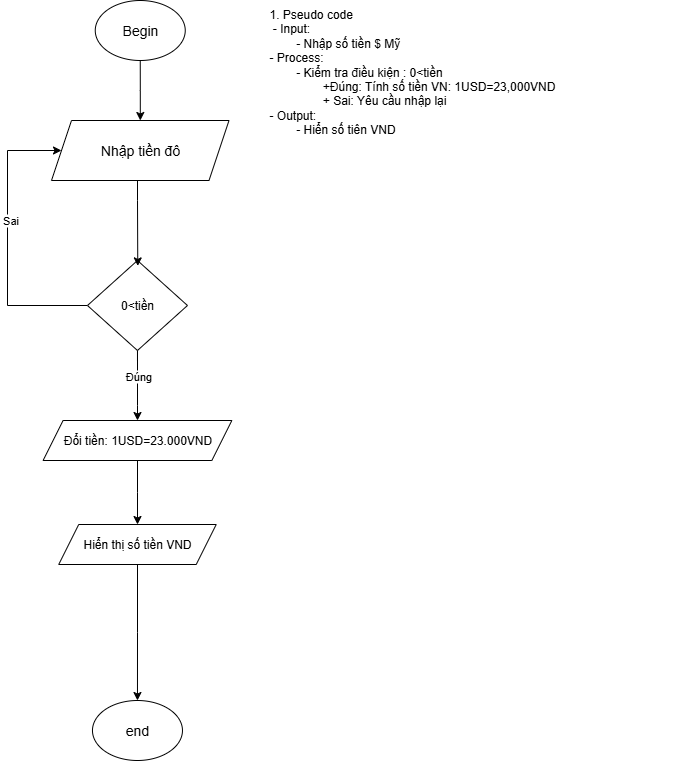 Begin
Nhập tiền đô
Sai
0<tiền
Đúng
Đổi tiền: 1USD=23.000VND
Hiển thị số tiền VND
end
1. Pseudo code
- Input:
- Nhập số tiền $ Mỹ
- Process:
- Kiểm tra điều kiện : 0<tiền
+Đúng: Tính số tiền VN: 1USD=23,000VND
+ Sai: Yêu cầu nhập lại
- Output:
- Hiển số tiên VND